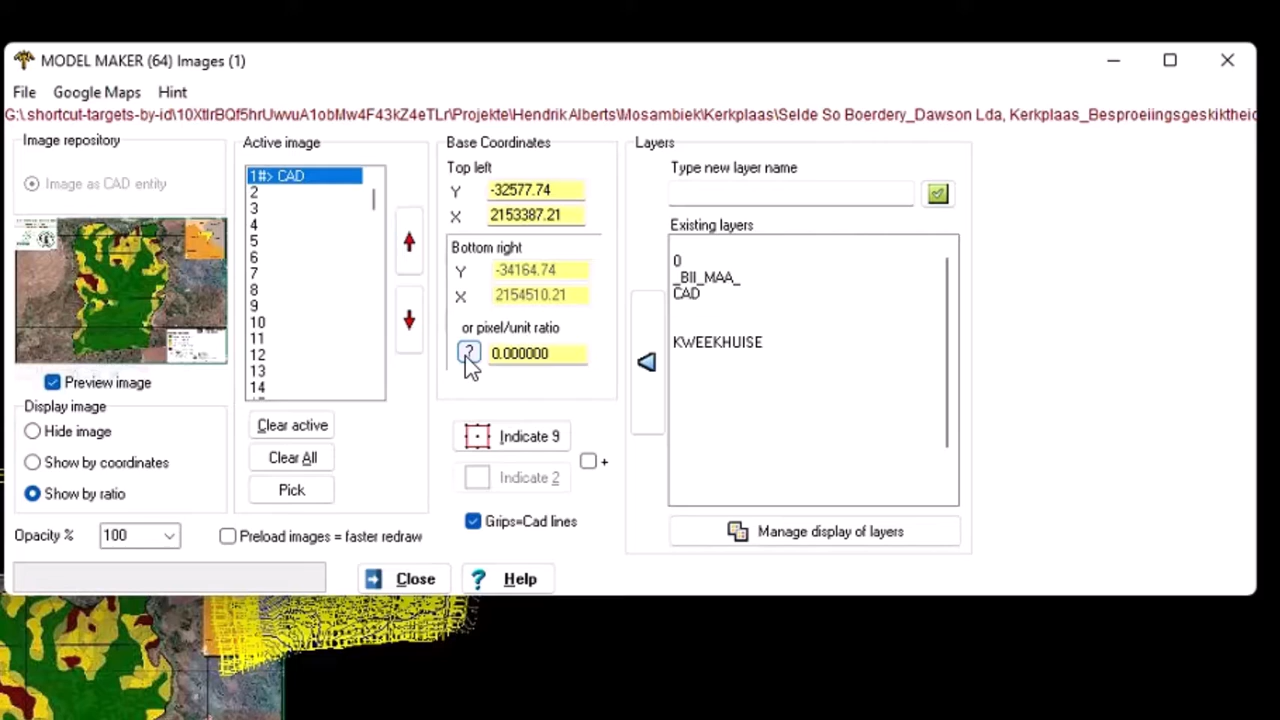 MODEL MAKER (64) Images (1)
File Google Maps Hint
G:\.shortcut-targets-by-id\10XtlrBQf5hrUwvuA1obMw4F43kZ4eTLr\Projekte\HendrikAlberts\Mosambiek\Kerkplaas\Selde So Boerdery_Dawson Lda, Kerkplaas_Besproeiingsgeskiktheid
Image repository
Image as CAD entity
Preview image
Display image
Hide image
Show by coordinates
Show by ratio
Opacity %
100
Preload images = faster redraw
Active image
1#> CAD
2
3
4
5
6
7
8
9
10
11
12
13
14
Clear active
Clear All
Pick
Base Coordinates
Top left
Y -32577.74
X 2153387.21
Bottom right
Y -34164.74
X 2154510.21
or pixel/unit ratio
? 0.000000
Indicate 9
Indicate 2
+
Grips=Cad lines
Layers
Type new layer name
Existing layers
0
_BII_MAA_
CAD
KWEEKHUISE
Manage display of layers
Close
? Help